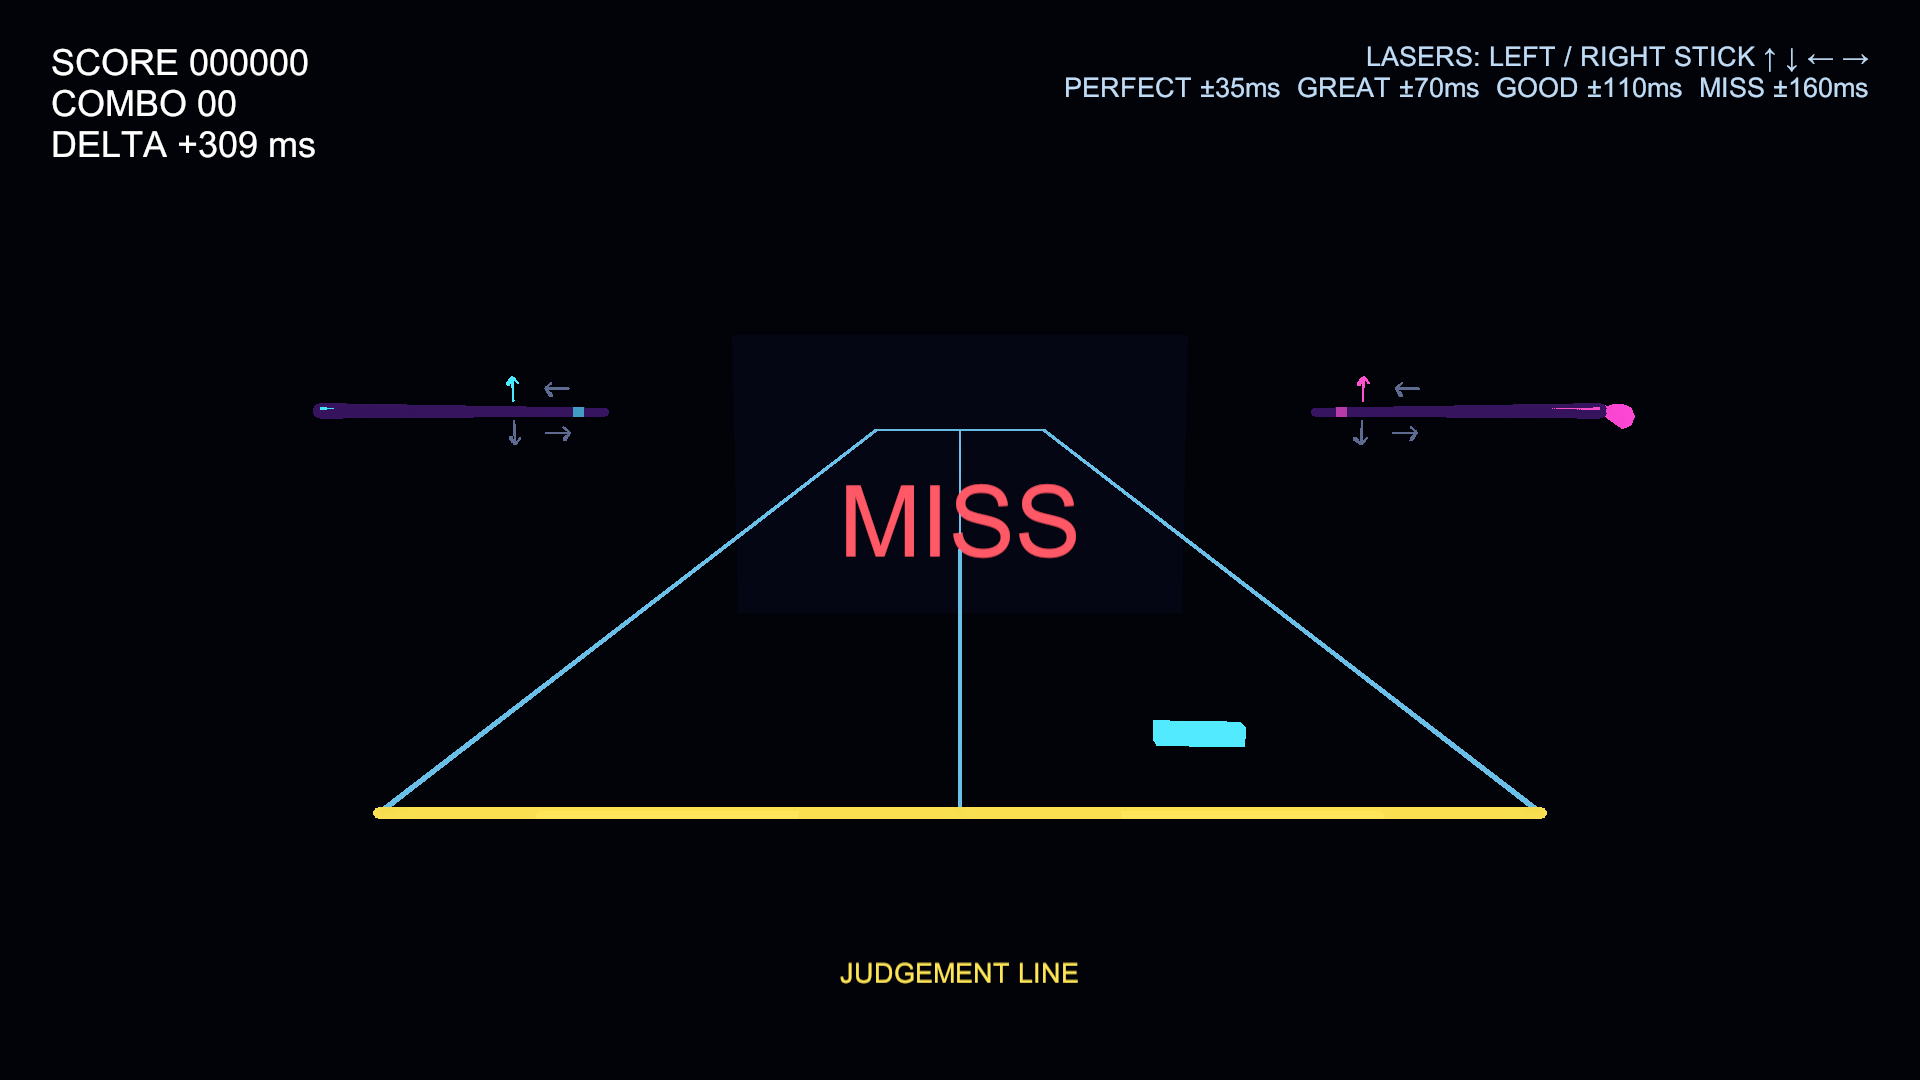 SCORE 000000
COMBO 00
DELTA +309 ms
LASERS: LEFT / RIGHT STICK ↑ ↓ ← →
PERFECT ±35ms GREAT ±70ms GOOD ±110ms MISS ±160ms
↑ ←
↓ →
↑ ←
↓ →
MISS
JUDGEMENT LINE